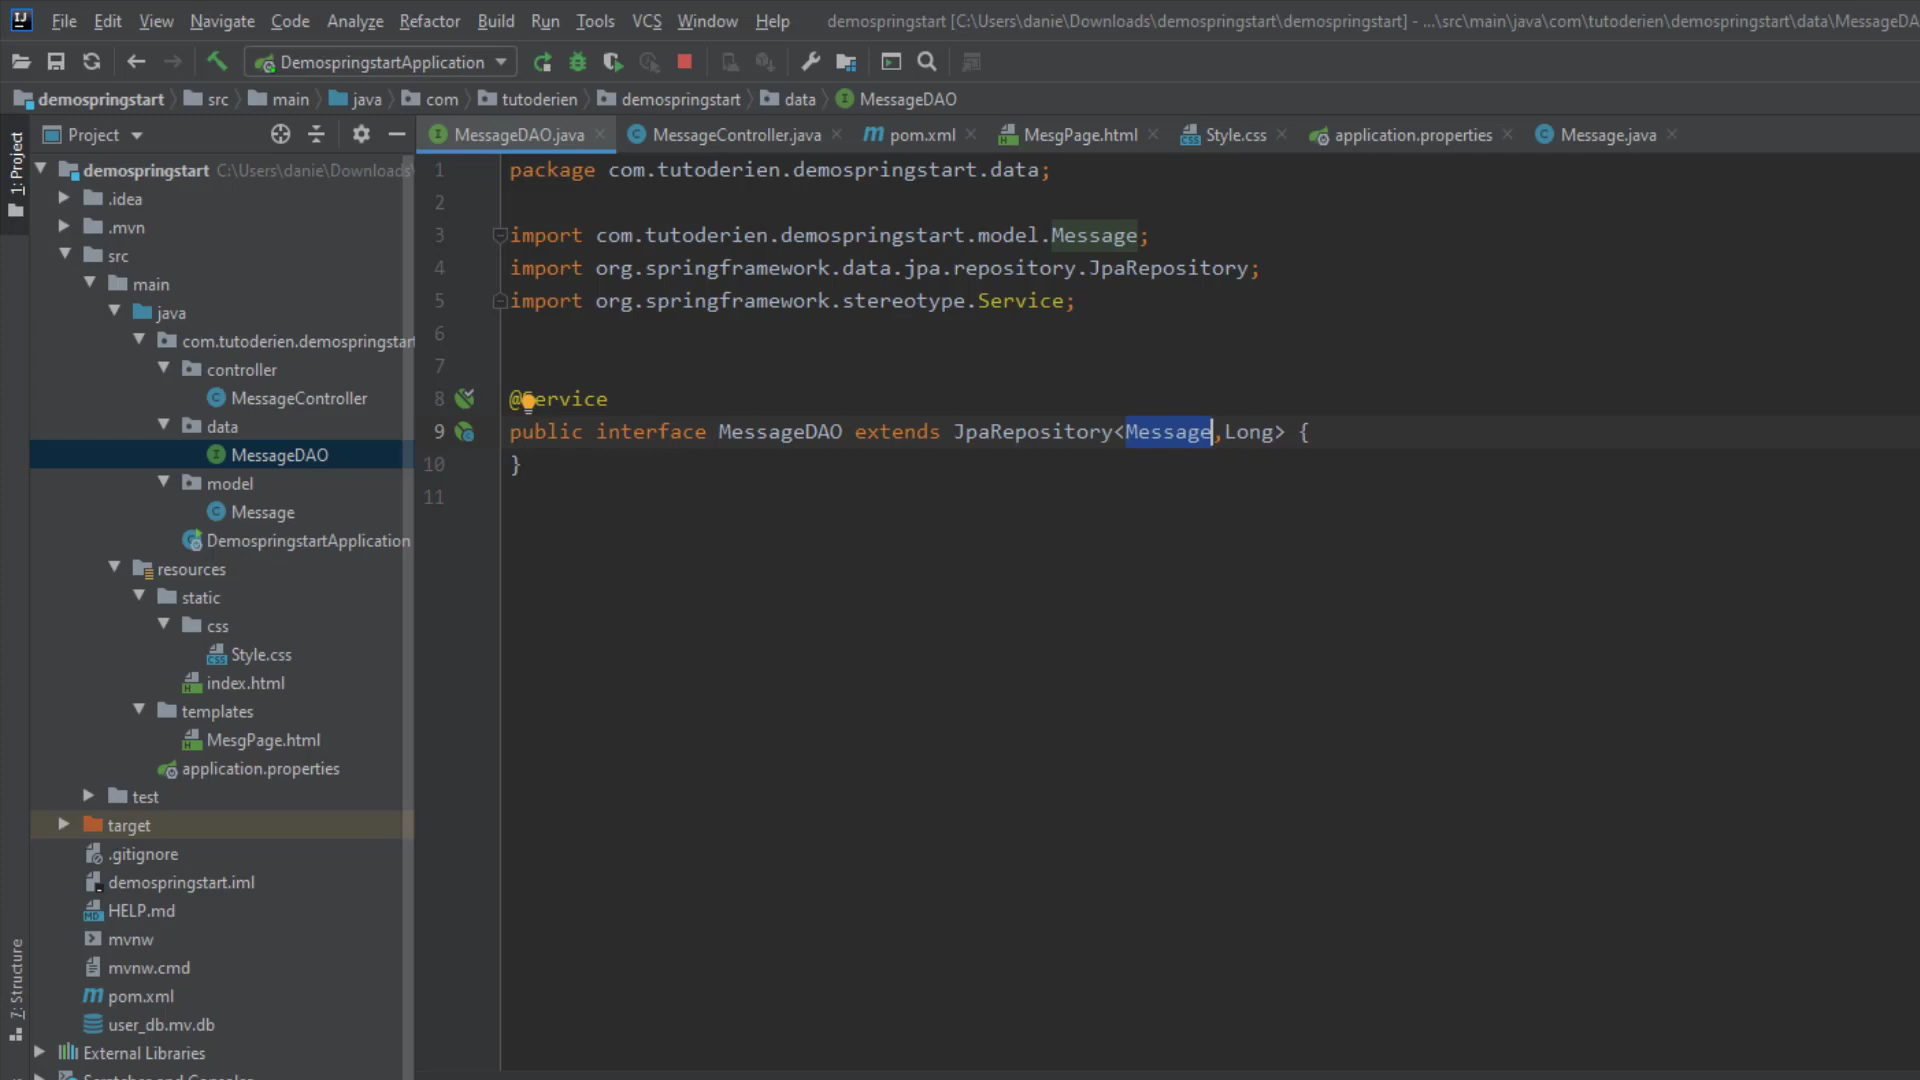 File Edit View Navigate Code Analyze Refactor Build Run Tools VCS Window Help demospringstart [C:\Users\danie\Downloads\demospringstart\demospringstart] - ...\src\main\java\com\tutoderien\demospringstart\data\MessageDAO
DemospringstartApplication
demospringstart src main java com tutoderien demospringstart data MessageDAO
1: Project
Project
MessageDAO.java MessageController.java pom.xml MesgPage.html Style.css application.properties Message.java
demospringstart C:\Users\danie\Downloads\
.idea
.mvn
src
main
java
com.tutoderien.demospringstar
controller
MessageController
data
MessageDAO
model
Message
DemospringstartApplication
resources
static
css
Style.css
index.html
templates
MesgPage.html
application.properties
test
target
.gitignore
demospringstart.iml
HELP.md
mvnw
mvnw.cmd
pom.xml
user_db.mv.db
External Libraries
7: Structure
1 package com.tutoderien.demospringstart.data;
2
3 import com.tutoderien.demospringstart.model.Message;
4 import org.springframework.data.jpa.repository.JpaRepository;
5 import org.springframework.stereotype.Service;
6
7
8 @Service
9 public interface MessageDAO extends JpaRepository<Message,Long> {
10 }
11